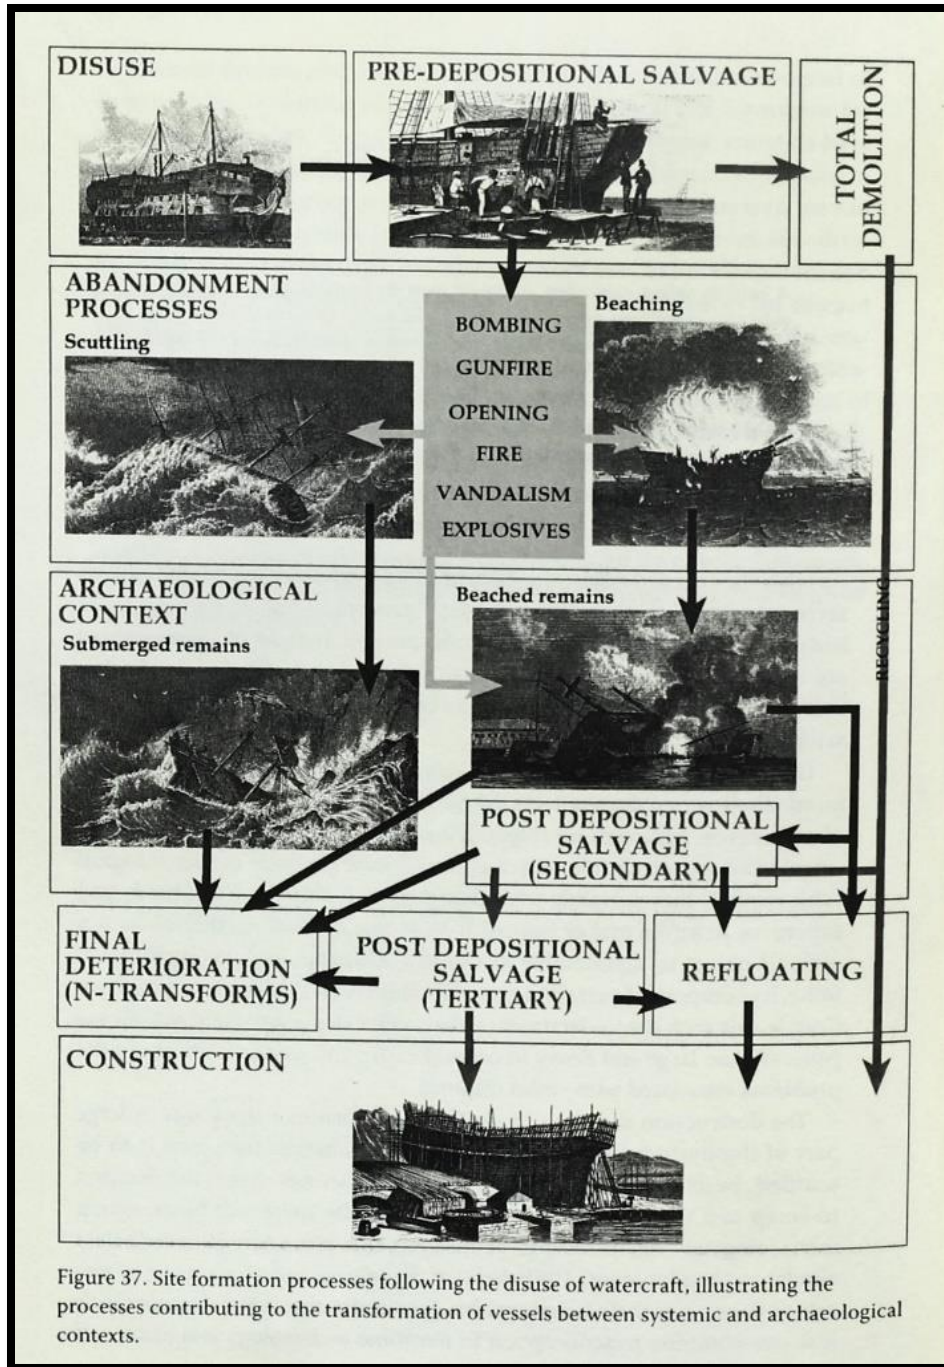 DISUSE
PRE-DEPOSITIONAL SALVAGE
TOTAL
DEMOLITION
ABANDONMENT
PROCESSES
Scuttling
BOMBING
GUNFIRE
OPENING
FIRE
VANDALISM
EXPLOSIVES
Beaching
RECYCLING
ARCHAEOLOGICAL
CONTEXT
Submerged remains
Beached remains
POST DEPOSITIONAL
SALVAGE
(SECONDARY)
FINAL
DETERIORATION
(N-TRANSFORMS)
POST DEPOSITIONAL
SALVAGE
(TERTIARY)
REFLOATING
CONSTRUCTION
Figure 37. Site formation processes following the disuse of watercraft, illustrating the
processes contributing to the transformation of vessels between systemic and archaeological
contexts.